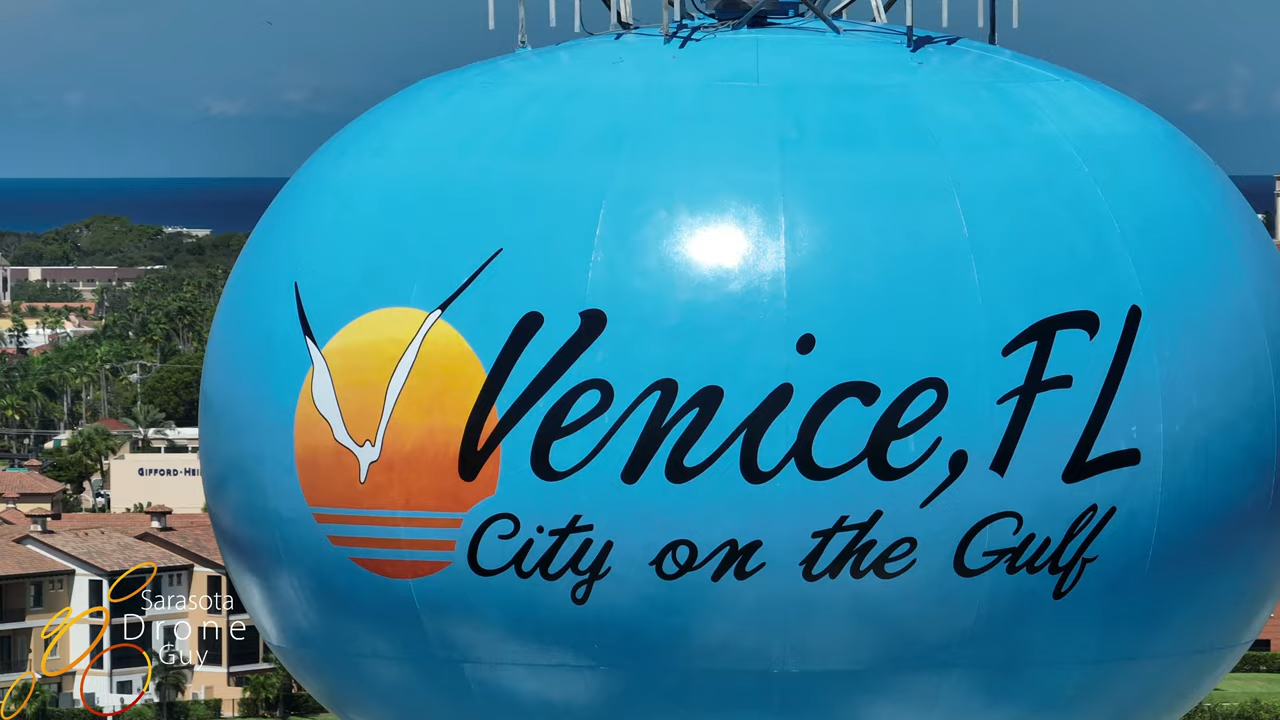 Venice, FL
City on the Gulf
GIFFORD-HEI
Sarasota
Drone
Guy